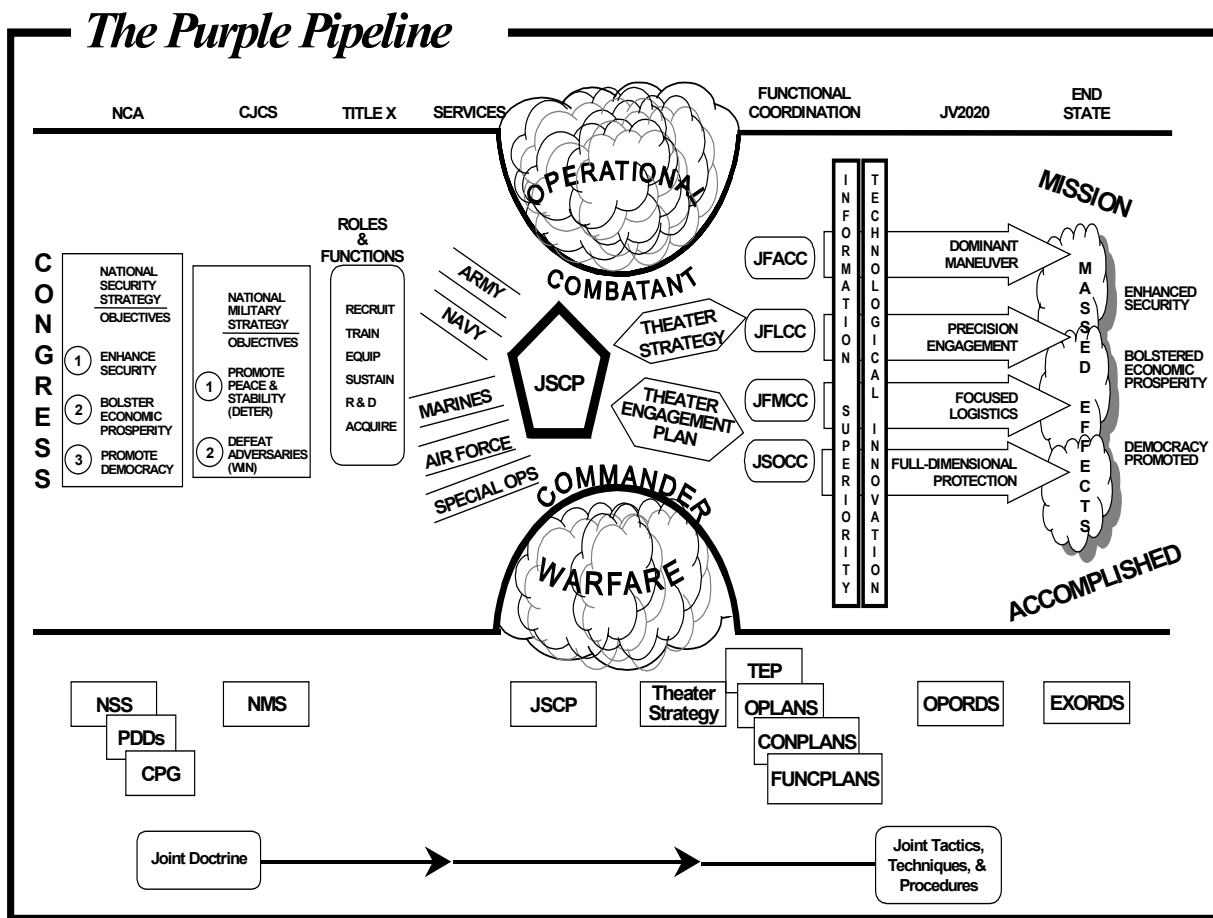 The Purple Pipeline
NCA
CJCS
TITLE X
SERVICES
FUNCTIONAL
COORDINATION
JV2020
END
STATE
CONGRESS
NATIONAL
SECURITY
STRATEGY
OBJECTIVES
1 ENHANCE
SECURITY
2 BOLSTER
ECONOMIC
PROSPERITY
3 PROMOTE
DEMOCRACY
NATIONAL
MILITARY
STRATEGY
OBJECTIVES
1 PROMOTE
PEACE &
STABILITY
(DETER)
2 DEFEAT
ADVERSARIES
(WIN)
ROLES
&
FUNCTIONS
RECRUIT
TRAIN
EQUIP
SUSTAIN
R & D
ACQUIRE
ARMY
NAVY
MARINES
AIR FORCE
SPECIAL OPS
OPERATIONAL
COMBATANT
JSCP
COMMANDER
WARFARE
THEATER
STRATEGY
THEATER
ENGAGEMENT
PLAN
JFACC
JFLCC
JFMCC
JSOCC
INFORMATION SUPERIORITY
TECHNOLOGICAL INNOVATION
DOMINANT
MANEUVER
PRECISION
ENGAGEMENT
FOCUSED
LOGISTICS
FULL-DIMENSIONAL
PROTECTION
MISSION
MASSED EFFECTS
ENHANCED
SECURITY
BOLSTERED
ECONOMIC
PROSPERITY
DEMOCRACY
PROMOTED
ACCOMPLISHED
NSS
PDDs
CPG
NMS
JSCP
Theater
Strategy
TEP
OPLANS
CONPLANS
FUNCPLANS
OPORDS
EXORDS
Joint Doctrine
Joint Tactics,
Techniques, &
Procedures